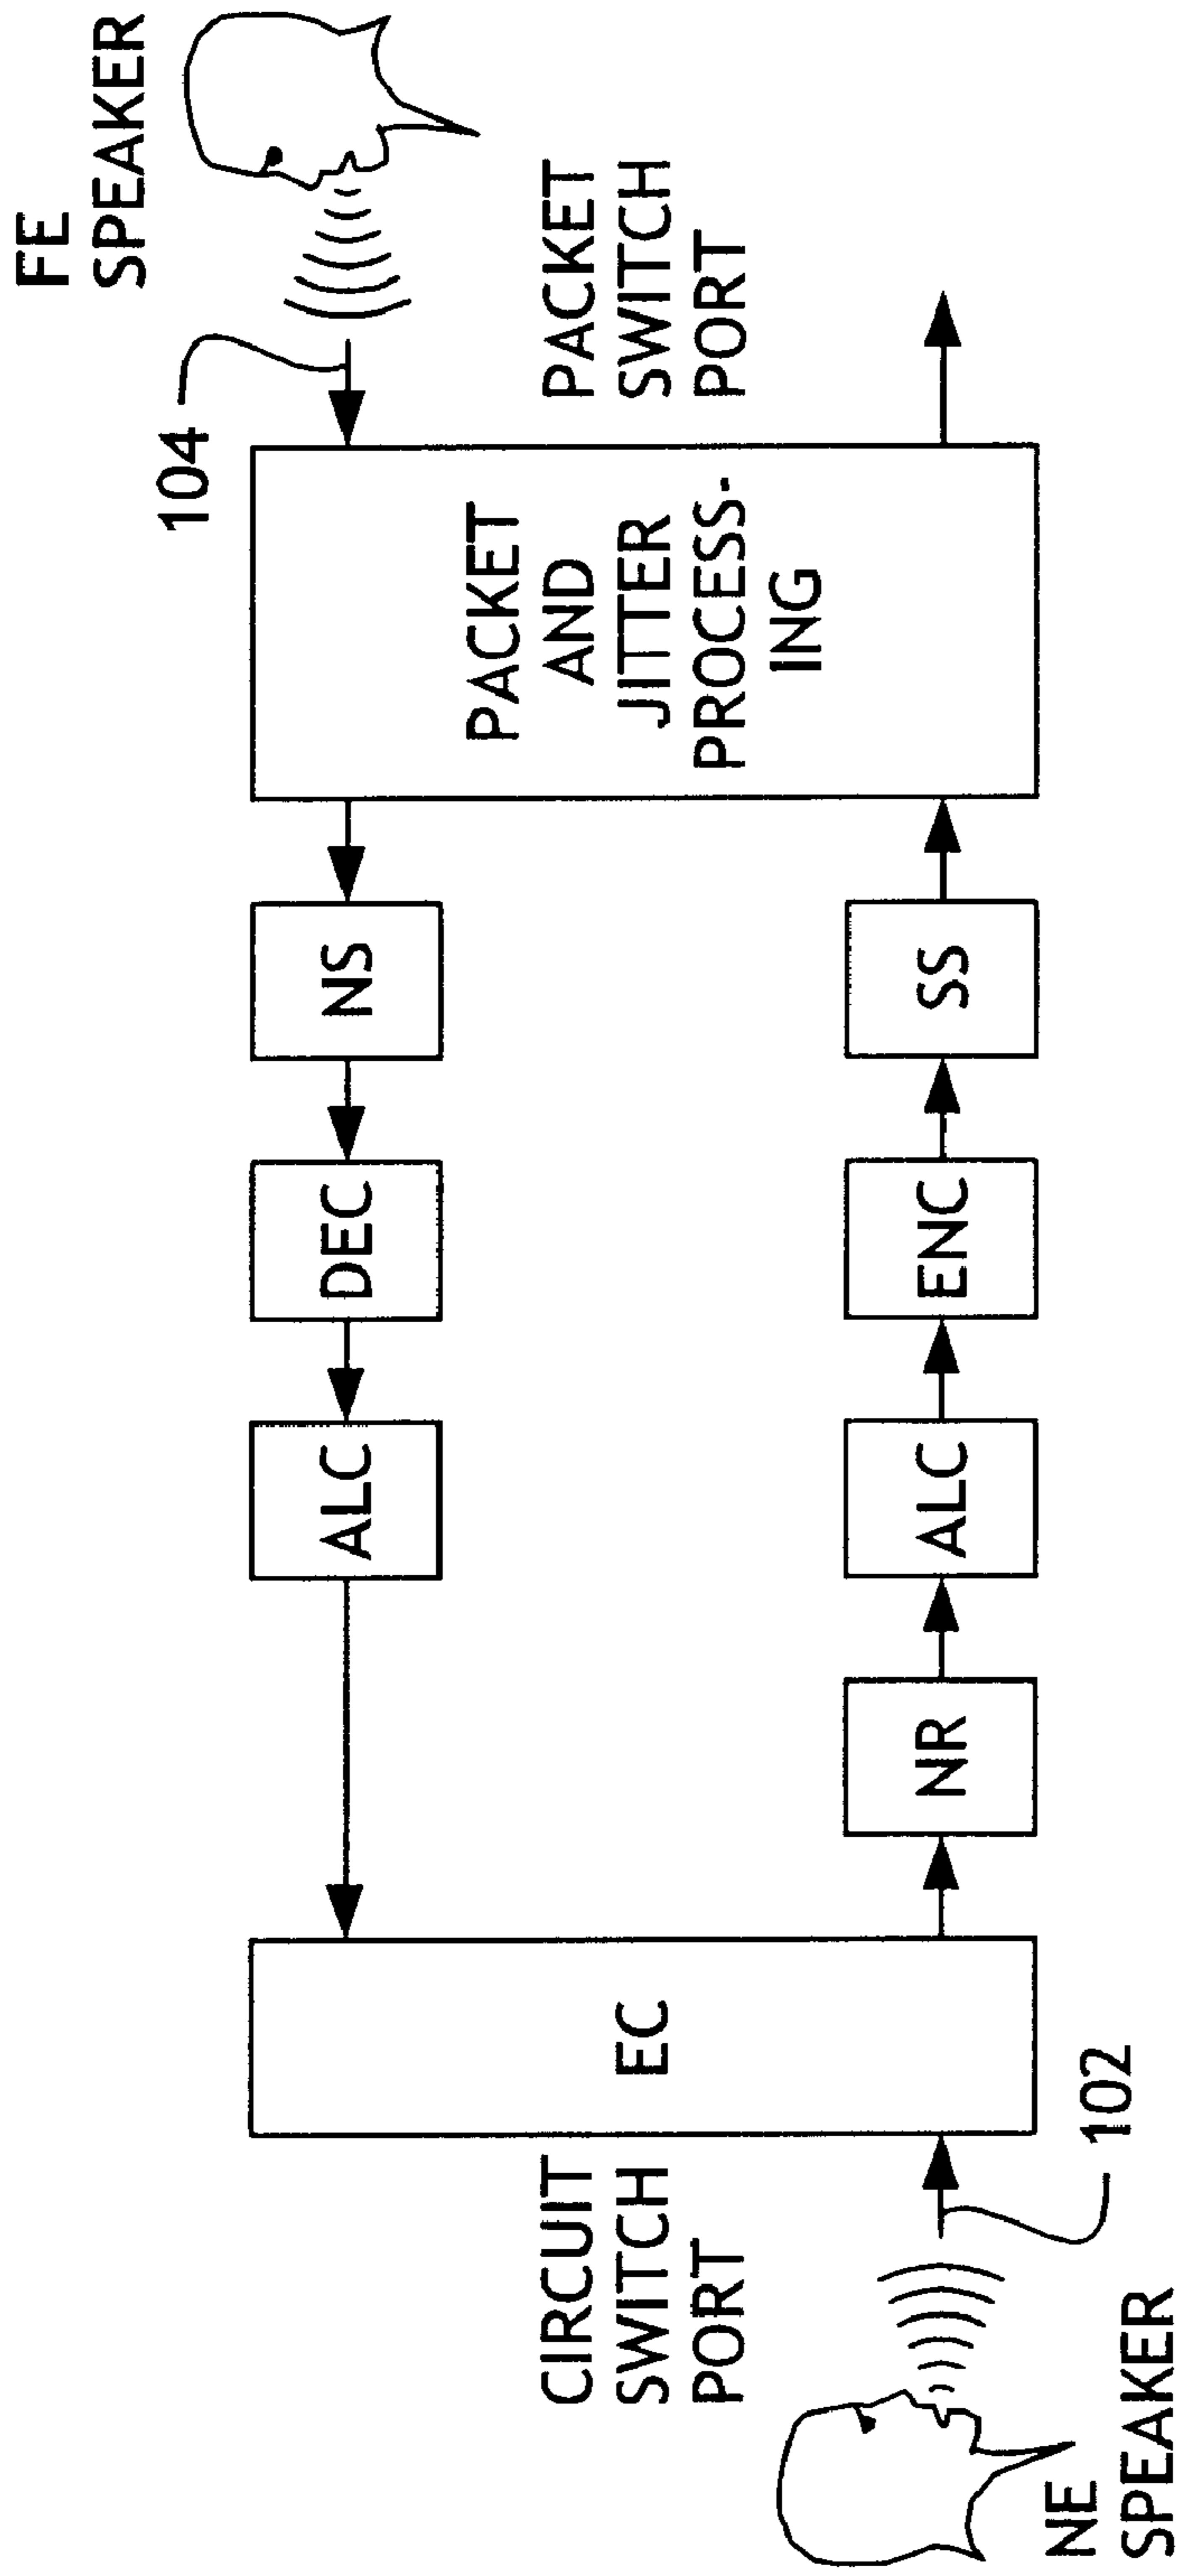 FE
SPEAKER
104
PACKET
SWITCH
PORT
PACKET
AND
JITTER
PROCESS-
ING
NS
DEC
ALC
SS
ENC
ALC
NR
EC
CIRCUIT
SWITCH
PORT
102
NE
SPEAKER